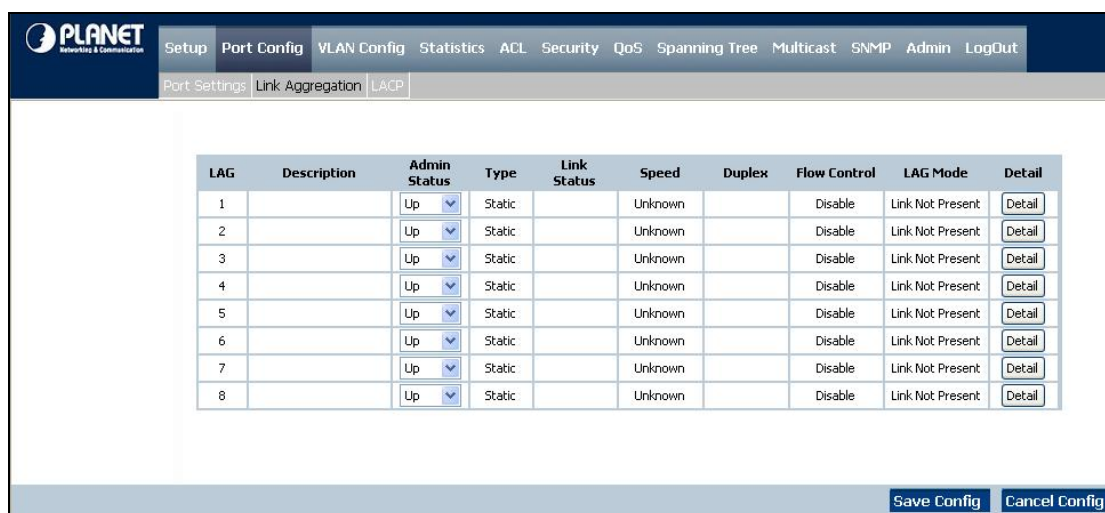 PLANET
Networking & Communication
Setup Port Config VLAN Config Statistics ACL Security QoS Spanning Tree Multicast SNMP Admin LogOut
Port Settings Link Aggregation LACP
LAG Description Admin Status Type Link Status Speed Duplex Flow Control LAG Mode Detail
1 Up Static Unknown Disable Link Not Present Detail
2 Up Static Unknown Disable Link Not Present Detail
3 Up Static Unknown Disable Link Not Present Detail
4 Up Static Unknown Disable Link Not Present Detail
5 Up Static Unknown Disable Link Not Present Detail
6 Up Static Unknown Disable Link Not Present Detail
7 Up Static Unknown Disable Link Not Present Detail
8 Up Static Unknown Disable Link Not Present Detail
Save Config Cancel Config